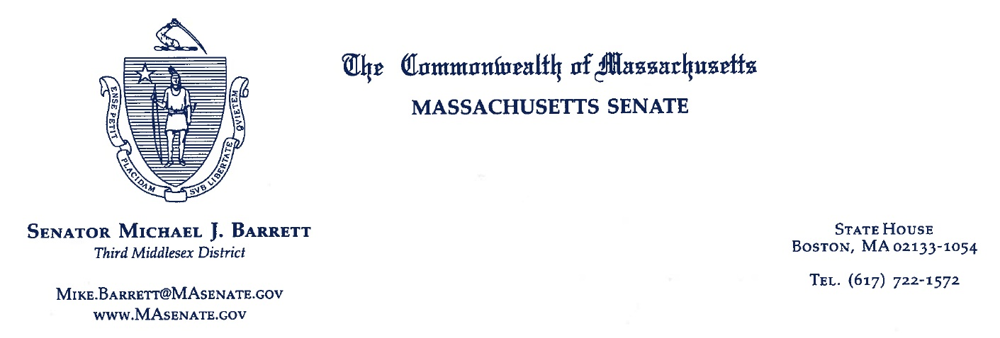 The Commonwealth of Massachusetts
MASSACHUSETTS SENATE
ENSE PETIT
PLACIDAM
SVB LIBERTATE
QVIETEM
SENATOR MICHAEL J. BARRETT
Third Middlesex District
MIKE.BARRETT@MASENATE.GOV
WWW.MASENATE.GOV
STATE HOUSE
BOSTON, MA 02133-1054
TEL. (617) 722-1572